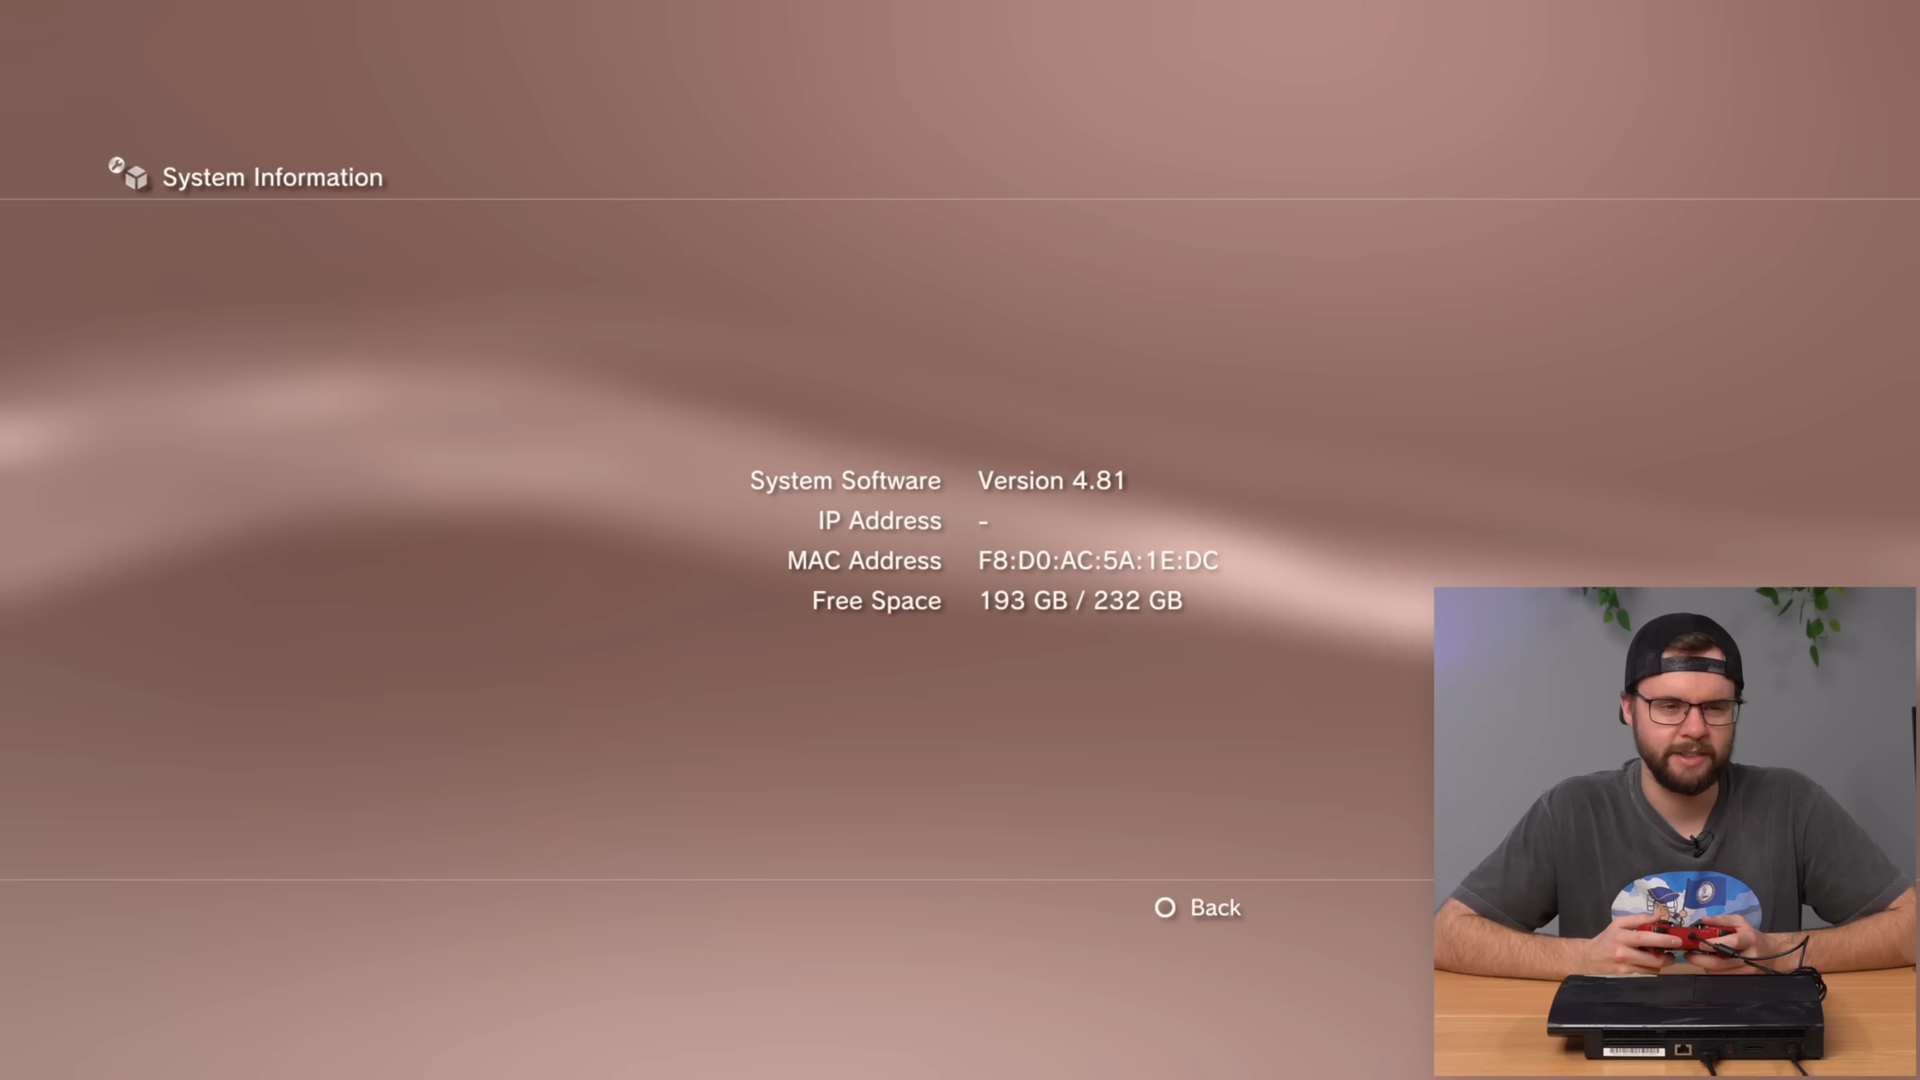 System Information
System Software Version 4.81
IP Address -
MAC Address F8:D0:AC:5A:1E:DC
Free Space 193 GB / 232 GB
Back